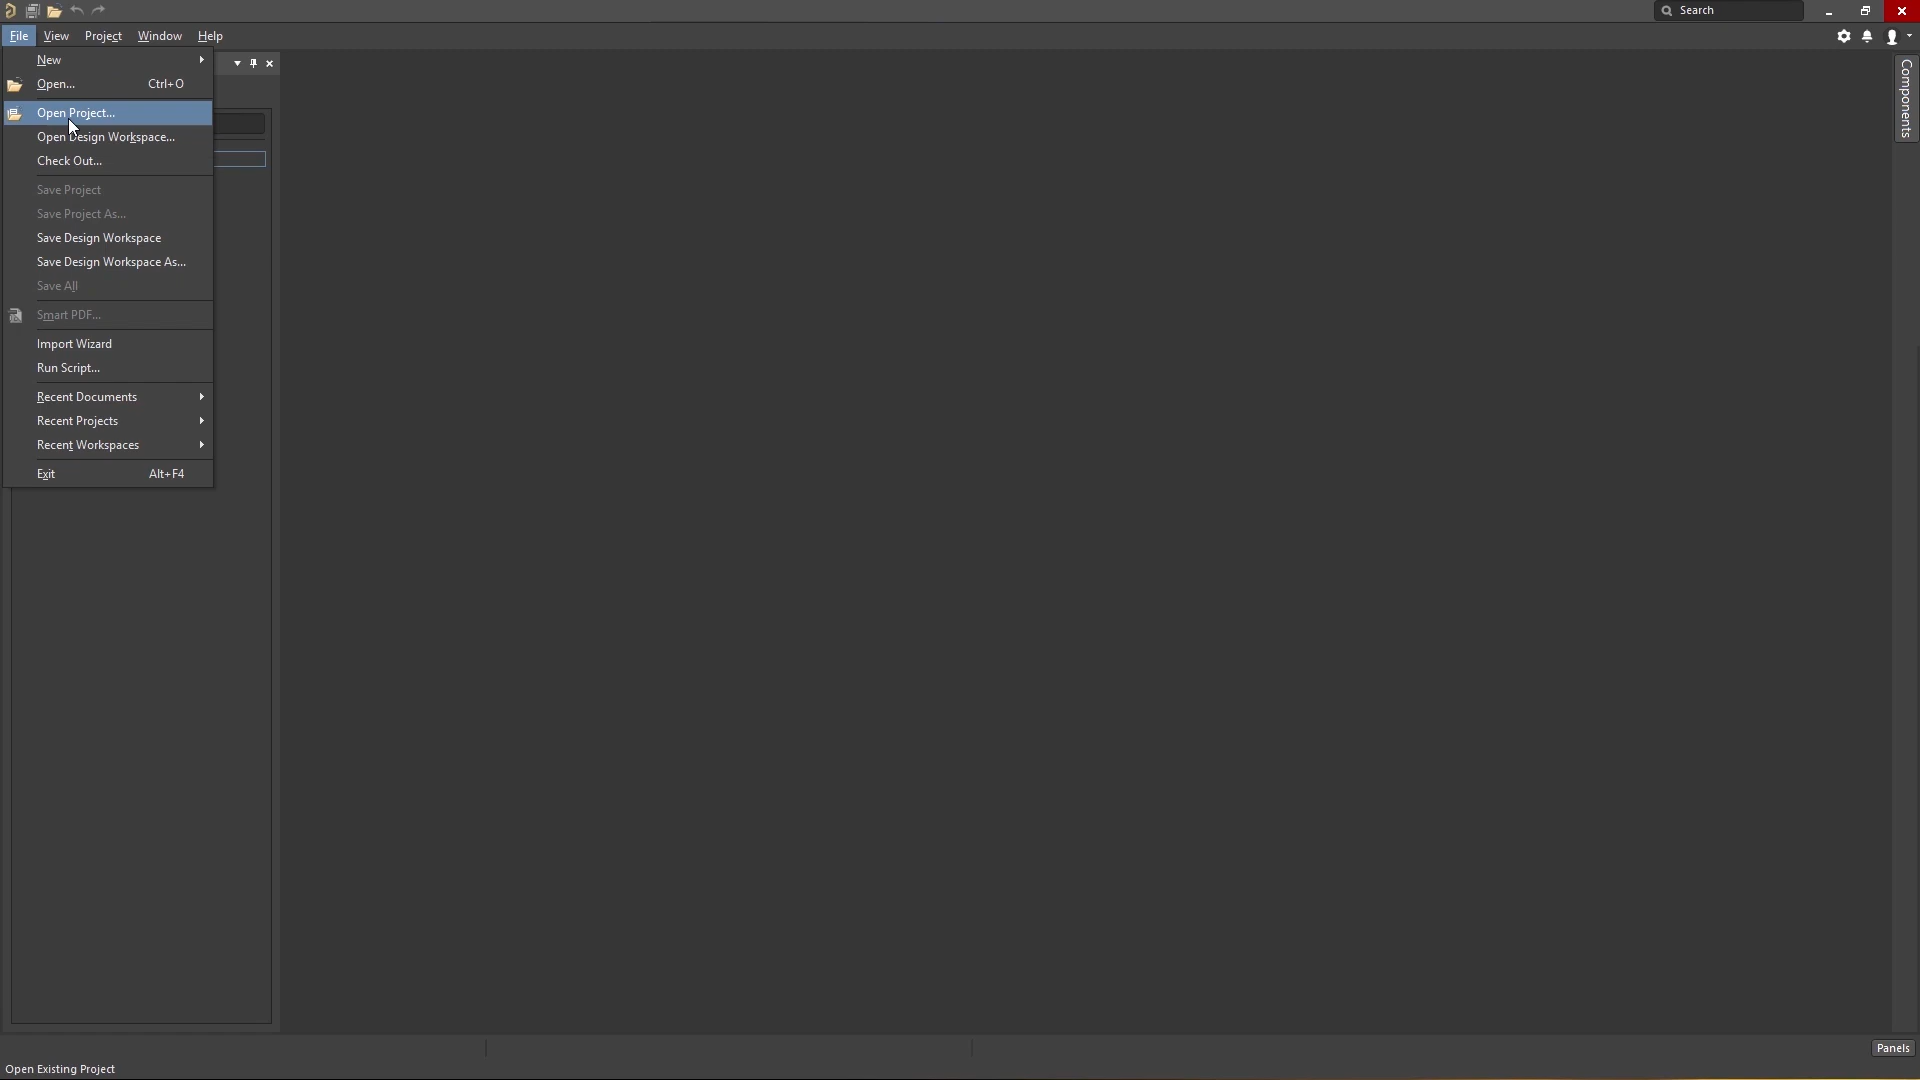 Search
File View Project Window Help
New
Open... Ctrl+O
Open Project...
Open Design Workspace...
Check Out...
Save Project
Save Project As...
Save Design Workspace
Save Design Workspace As...
Save All
Smart PDF...
Import Wizard
Run Script...
Recent Documents
Recent Projects
Recent Workspaces
Exit Alt+F4
Components
Panels
Open Existing Project